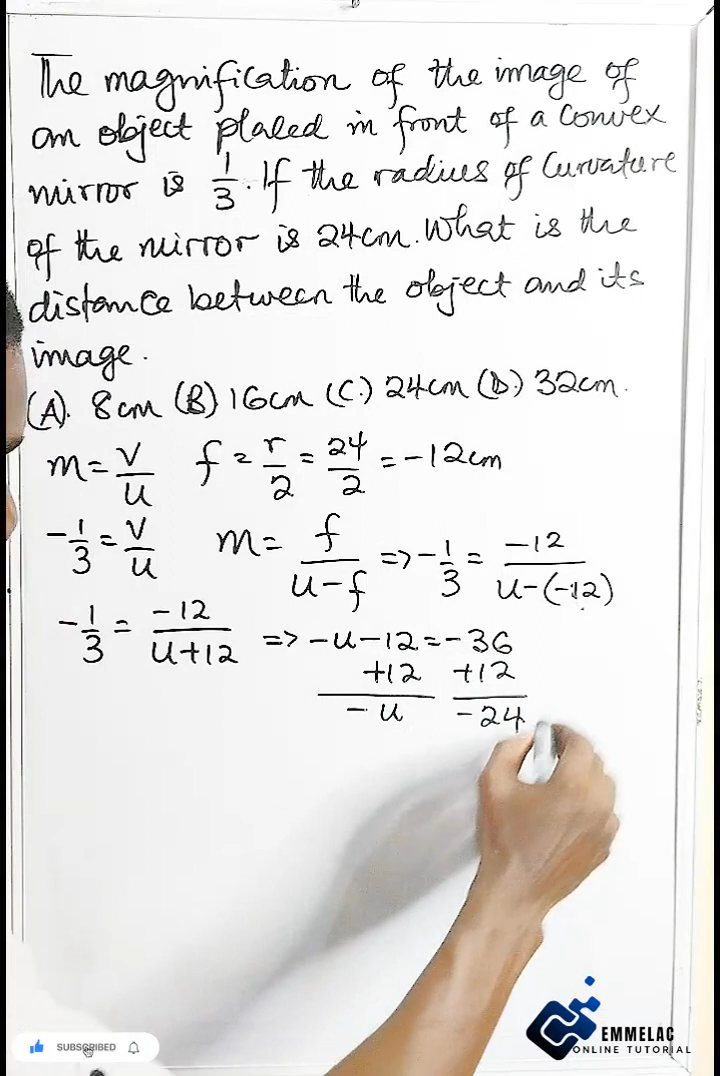 The magnification of the image of
an object placed in front of a convex
mirror is 1/3. If the radius of Curvature
of the mirror is 24cm. What is the
distance between the object and its
image.
(A). 8cm (B) 16cm (C.) 24cm (D.) 32cm.
m = V/u   f = r/2 = 24/2 = -12cm
-1/3 = V/u   m = f/(u-f) => -1/3 = -12/(u-(-12))
-1/3 = -12/(u+12) => -u-12 = -36
+12 +12
-u -24
EMMELAC
ONLINE TUTORIAL
SUBSCRIBED